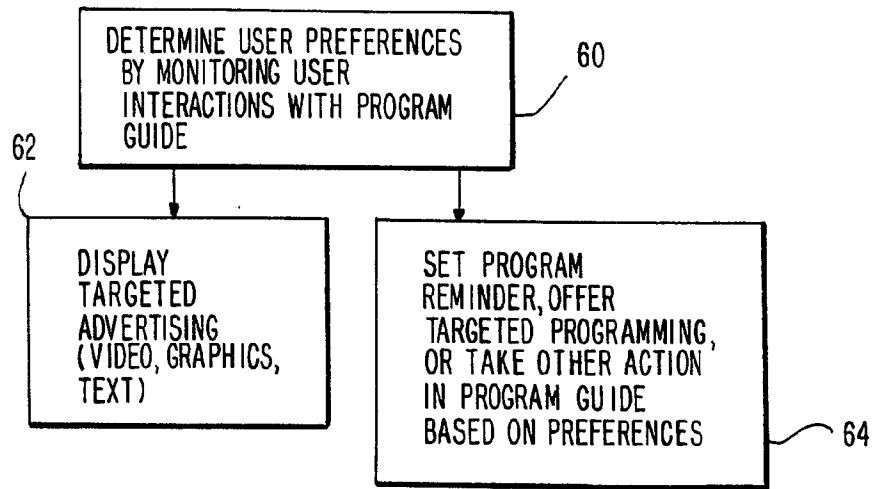 DETERMINE USER PREFERENCES
BY MONITORING USER
INTERACTIONS WITH PROGRAM
GUIDE
60
62
DISPLAY
TARGETED
ADVERTISING
(VIDEO, GRAPHICS,
TEXT)
SET PROGRAM
REMINDER, OFFER
TARGETED PROGRAMMING,
OR TAKE OTHER ACTION
IN PROGRAM GUIDE
BASED ON PREFERENCES
64